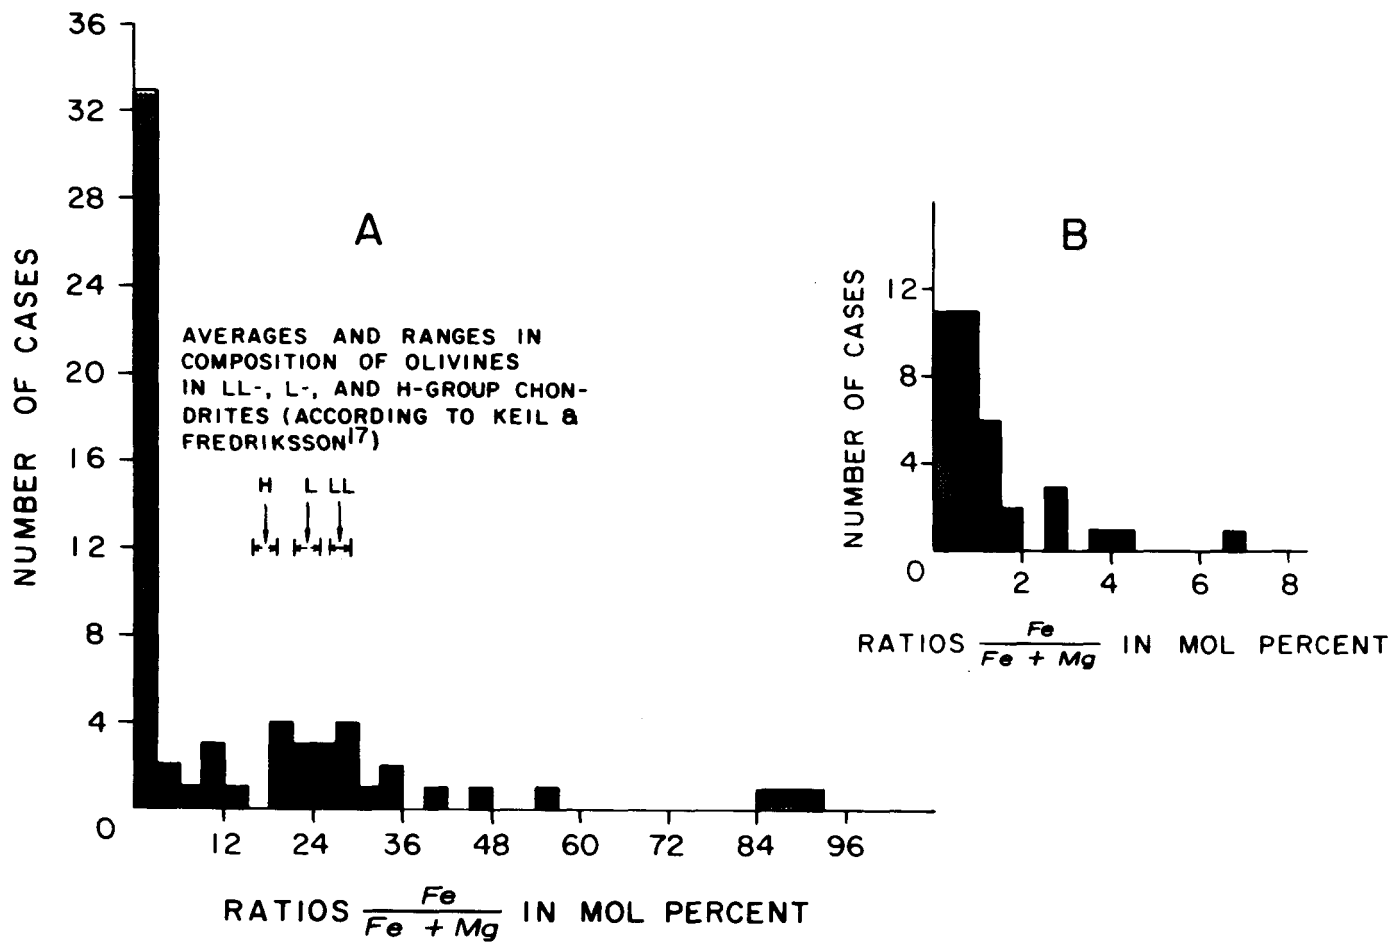 36
32
28
24
20
16
12
8
4
0
NUMBER OF CASES
A
AVERAGES AND RANGES IN
COMPOSITION OF OLIVINES
IN LL-, L-, AND H-GROUP CHON-
DRITES (ACCORDING TO KEIL &
FREDRIKSSON17)
H L LL
12 24 36 48 60 72 84 96
RATIOS Fe / Fe + Mg IN MOL PERCENT
B
12
8
4
0
NUMBER OF CASES
2 4 6 8
RATIOS Fe / Fe + Mg IN MOL PERCENT